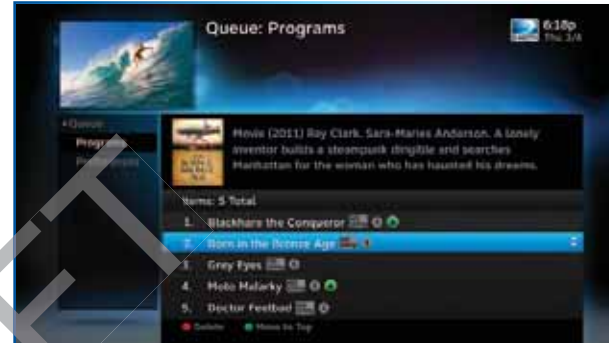 Queue: Programs
6:18p
Thu 3/4
Queue
Programs
Movie (2011) Ray Clark, Sara-Maries Anderson. A lonely
inventor builds a steampunk dirigible and searches
Manhattan for the woman who has haunted his dreams.
Items: 5 Total
1. Blackhare the Conqueror
2. Born in the Bronze Age
3. Grey Eyes
4. Moto Malarky
5. Doctor Feelbad
Delete Move to Top